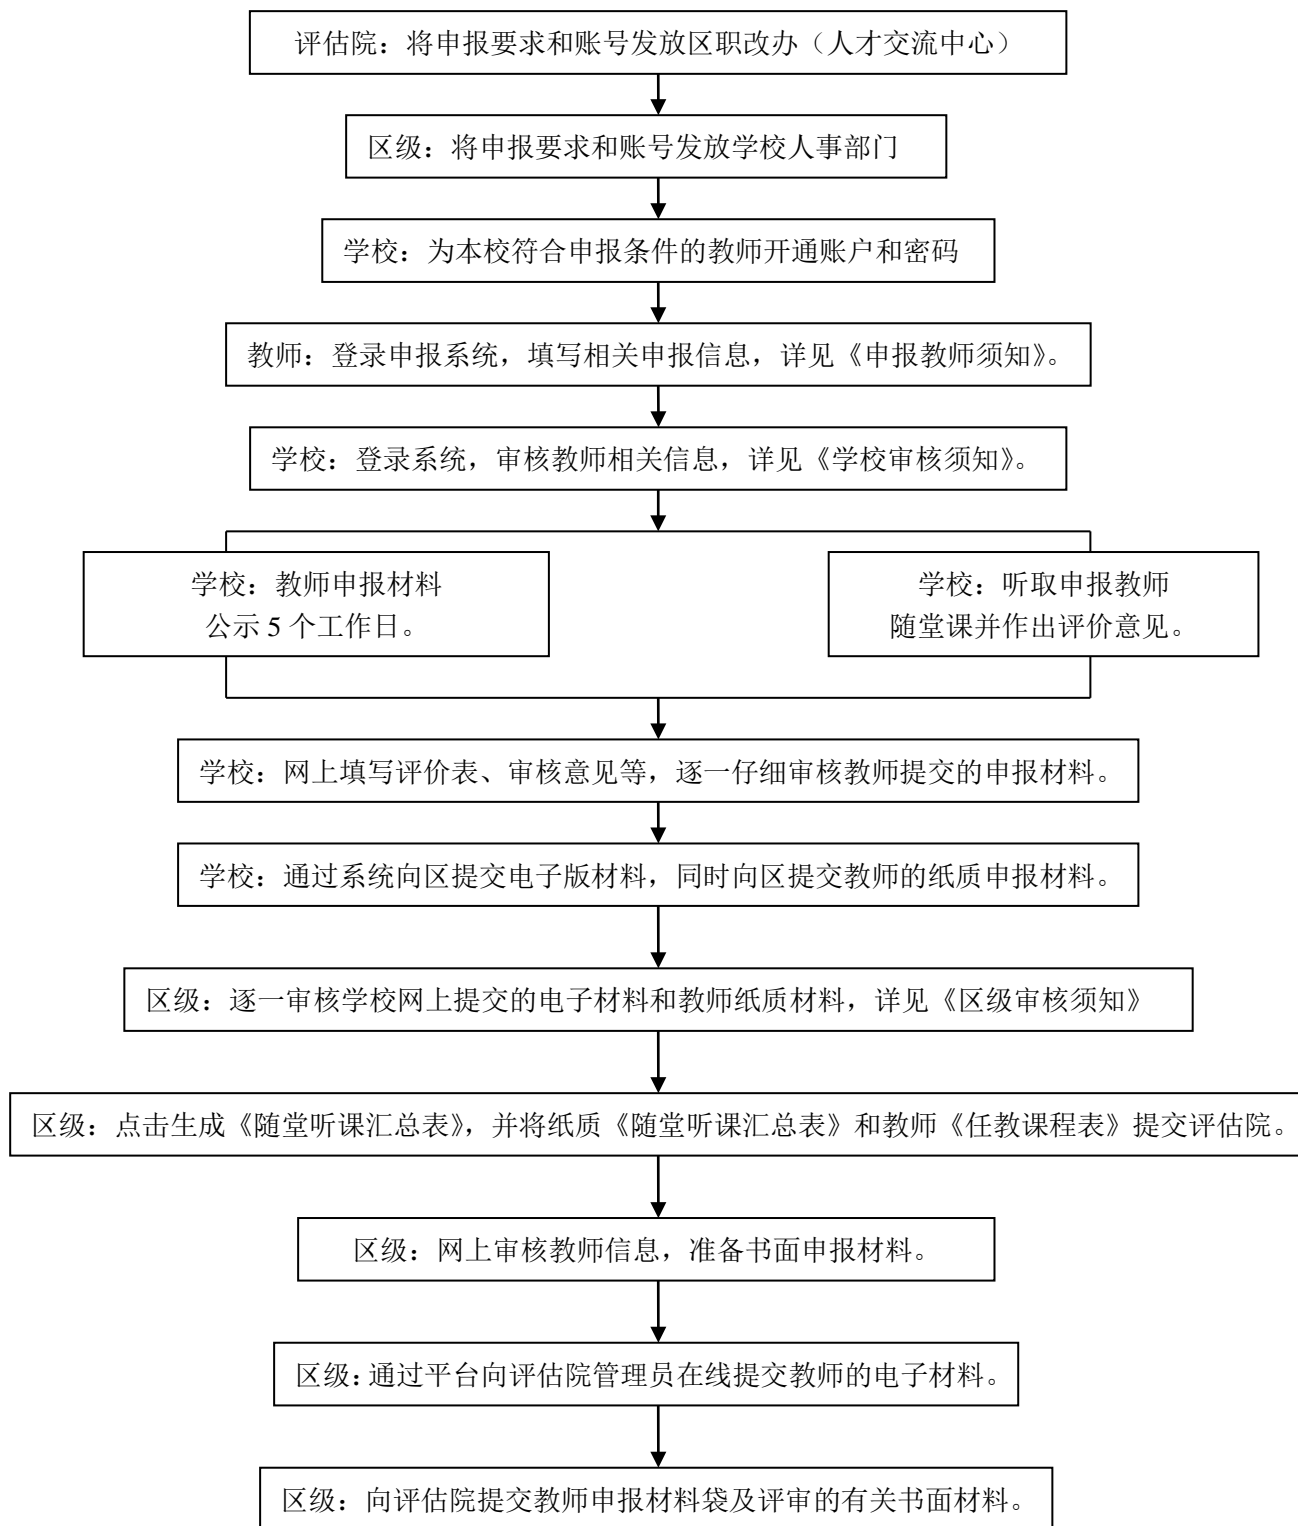 评估院：将申报要求和账号发放区职改办（人才交流中心）
区级：将申报要求和账号发放学校人事部门
学校：为本校符合申报条件的教师开通账户和密码
教师：登录申报系统，填写相关申报信息，详见《申报教师须知》。
学校：登录系统，审核教师相关信息，详见《学校审核须知》。
学校：教师申报材料
公示 5 个工作日。
学校：听取申报教师
随堂课并作出评价意见。
学校：网上填写评价表、审核意见等，逐一仔细审核教师提交的申报材料。
学校：通过系统向区提交电子版材料，同时向区提交教师的纸质申报材料。
区级：逐一审核学校网上提交的电子材料和教师纸质材料，详见《区级审核须知》
区级：点击生成《随堂听课汇总表》，并将纸质《随堂听课汇总表》和教师《任教课程表》提交评估院。
区级：网上审核教师信息，准备书面申报材料。
区级：通过平台向评估院管理员在线提交教师的电子材料。
区级：向评估院提交教师申报材料袋及评审的有关书面材料。